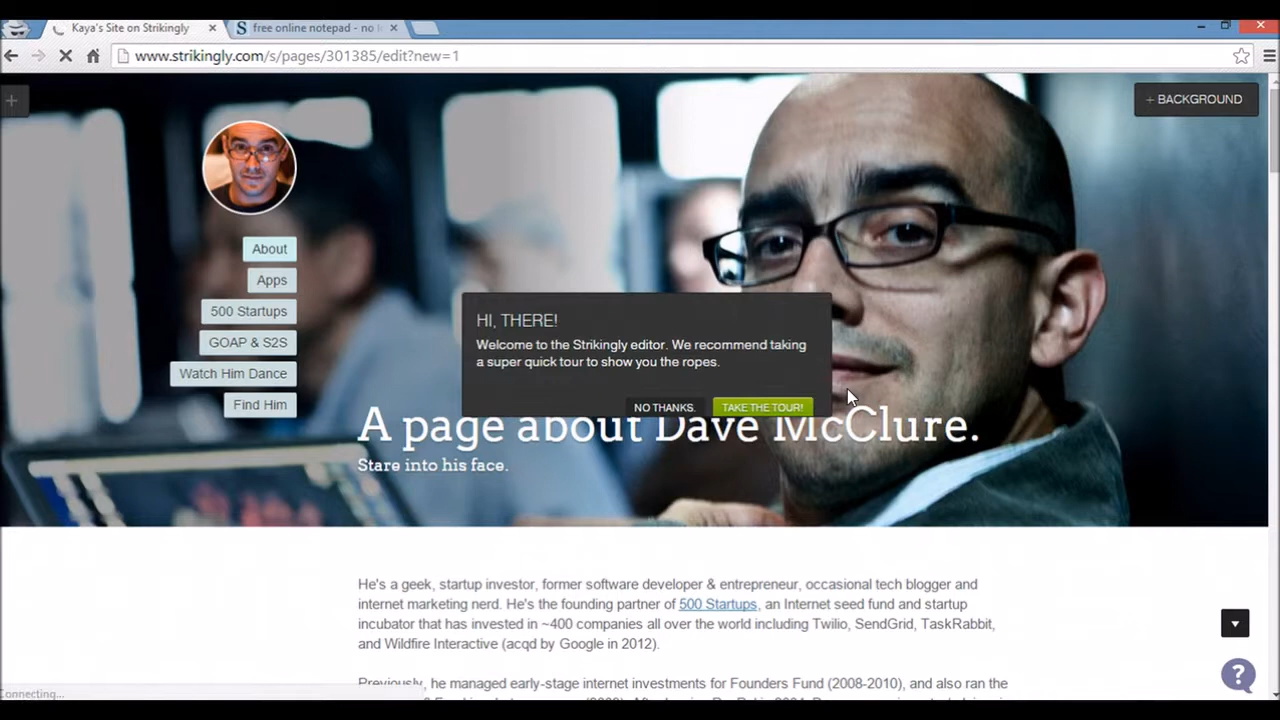 Kaya's Site on Strikingly
free online notepad - no l
www.strikingly.com/s/pages/301385/edit?new=1
+ BACKGROUND
About
Apps
500 Startups
GOAP & S2S
Watch Him Dance
Find Him
HI, THERE!
Welcome to the Strikingly editor. We recommend taking
a super quick tour to show you the ropes.
NO THANKS.
TAKE THE TOUR!
A page about Dave McClure.
Stare into his face.
He's a geek, startup investor, former software developer & entrepreneur, occasional tech blogger and
internet marketing nerd. He's the founding partner of 500 Startups, an Internet seed fund and startup
incubator that has invested in ~400 companies all over the world including Twilio, SendGrid, TaskRabbit,
and Wildfire Interactive (acqd by Google in 2012).
Previously, he managed early-stage internet investments for Founders Fund (2008-2010), and also ran the
Connecting...